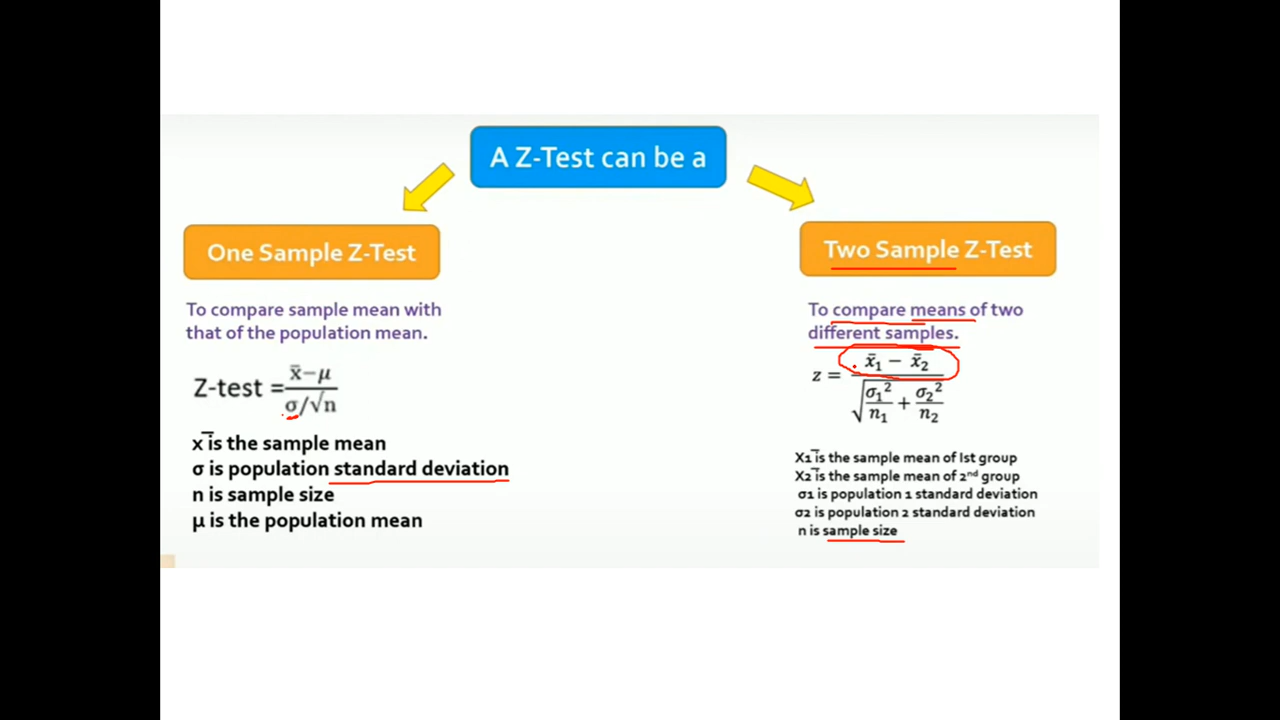 A Z-Test can be a
One Sample Z-Test
To compare sample mean with
that of the population mean.
Z-test = (x̄ − μ) / (σ/√n)
x̅ is the sample mean
σ is population standard deviation
n is sample size
μ is the population mean
Two Sample Z-Test
To compare means of two
different samples.
z = (x̄₁ − x̄₂) / √(σ₁²/n₁ + σ₂²/n₂)
X1 ̅is the sample mean of Ist group
X2 ̅is the sample mean of 2ⁿᵈ group
σ1 is population 1 standard deviation
σ2 is population 2 standard deviation
n is sample size